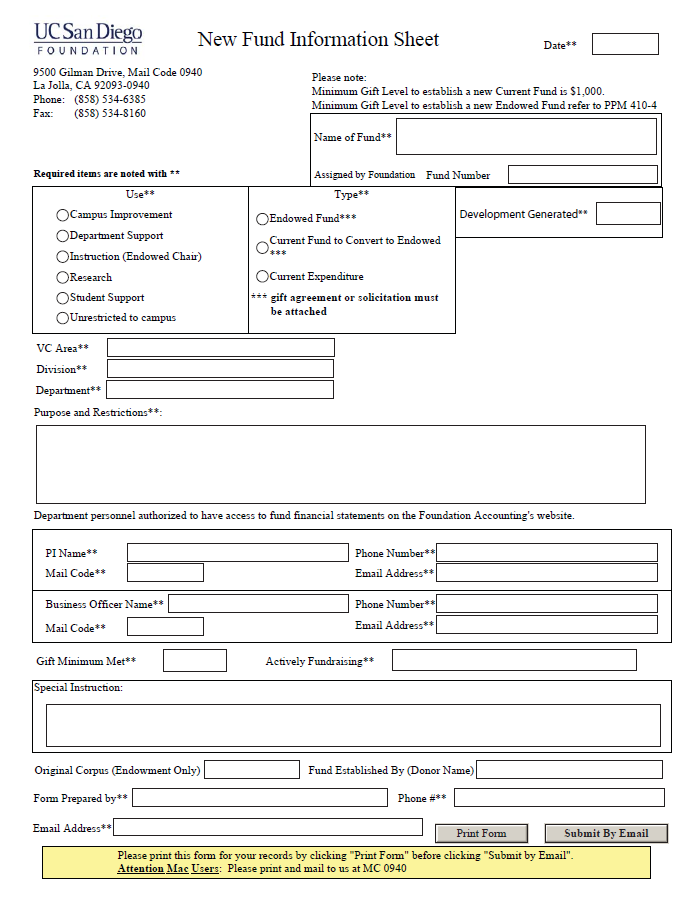 UC San Diego
FOUNDATION
New Fund Information Sheet
Date**
9500 Gilman Drive, Mail Code 0940
La Jolla, CA 92093-0940
Phone: (858) 534-6385
Fax: (858) 534-8160
Please note:
Minimum Gift Level to establish a new Current Fund is $1,000.
Minimum Gift Level to establish a new Endowed Fund refer to PPM 410-4
Name of Fund**
Required items are noted with **
Assigned by Foundation Fund Number
Use**
Campus Improvement
Department Support
Instruction (Endowed Chair)
Research
Student Support
Unrestricted to campus
Type**
Endowed Fund***
Current Fund to Convert to Endowed
***
Current Expenditure
*** gift agreement or solicitation must
be attached
Development Generated**
VC Area**
Division**
Department**
Purpose and Restrictions**:
Department personnel authorized to have access to fund financial statements on the Foundation Accounting's website.
PI Name** Phone Number**
Mail Code** Email Address**
Business Officer Name** Phone Number**
Mail Code** Email Address**
Gift Minimum Met** Actively Fundraising**
Special Instruction:
Original Corpus (Endowment Only) Fund Established By (Donor Name)
Form Prepared by** Phone #**
Email Address** Print Form Submit By Email
Please print this form for your records by clicking "Print Form" before clicking "Submit by Email".
Attention Mac Users: Please print and mail to us at MC 0940